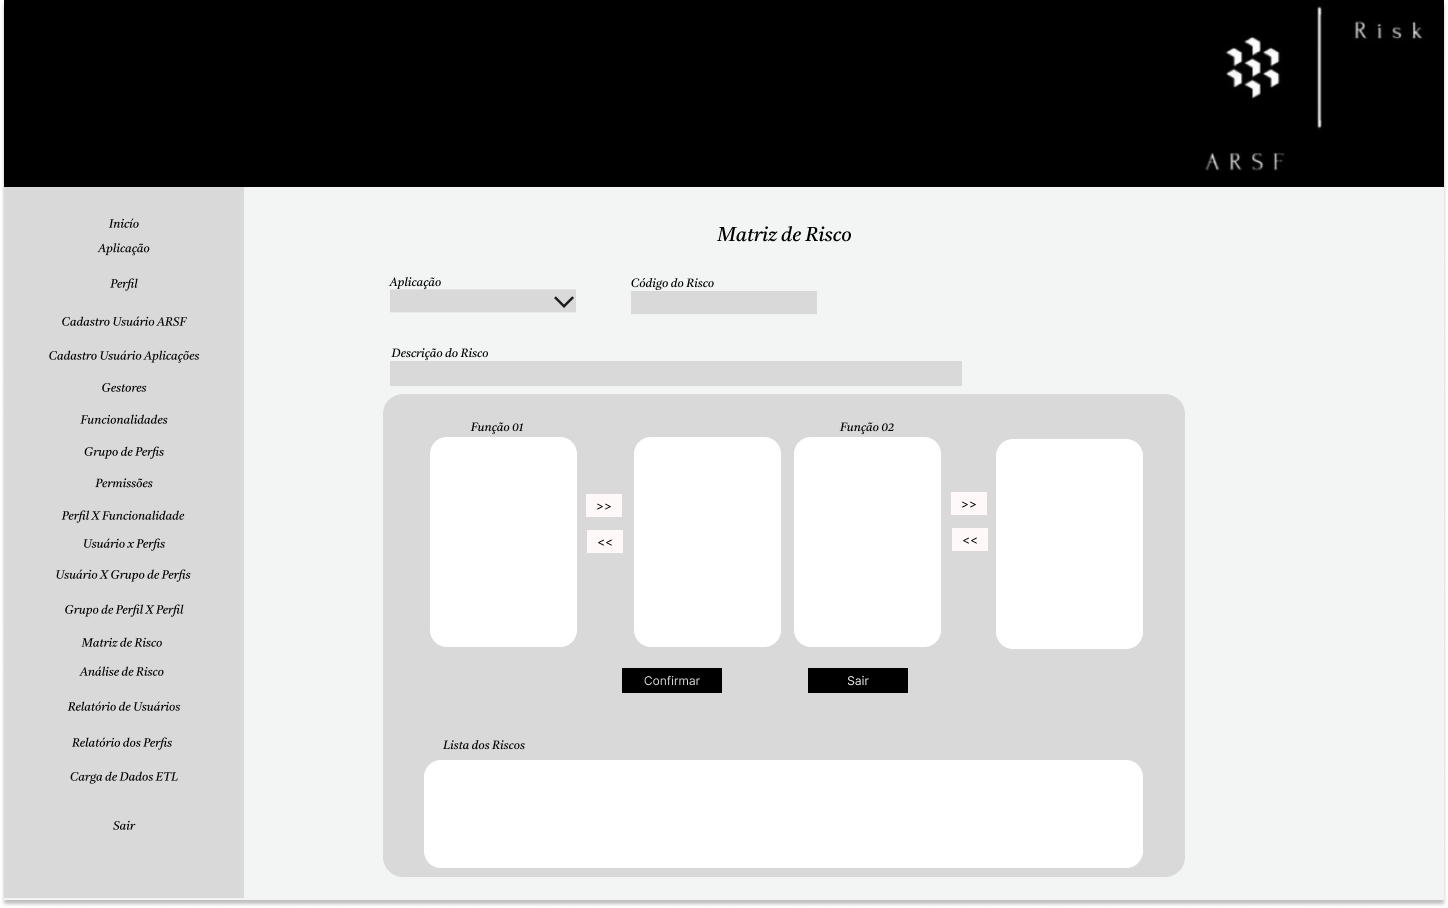 Risk
ARSF
Inicío
Aplicação
Perfil
Cadastro Usuário ARSF
Cadastro Usuário Aplicações
Gestores
Funcionalidades
Grupo de Perfis
Permissões
Perfil X Funcionalidade
Usuário x Perfis
Usuário X Grupo de Perfis
Grupo de Perfil X Perfil
Matriz de Risco
Análise de Risco
Relatório de Usuários
Relatório dos Perfis
Carga de Dados ETL
Sair
Matriz de Risco
Aplicação
Código do Risco
Descrição do Risco
Função 01
Função 02
>>
>>
<<
<<
Confirmar
Sair
Lista dos Riscos